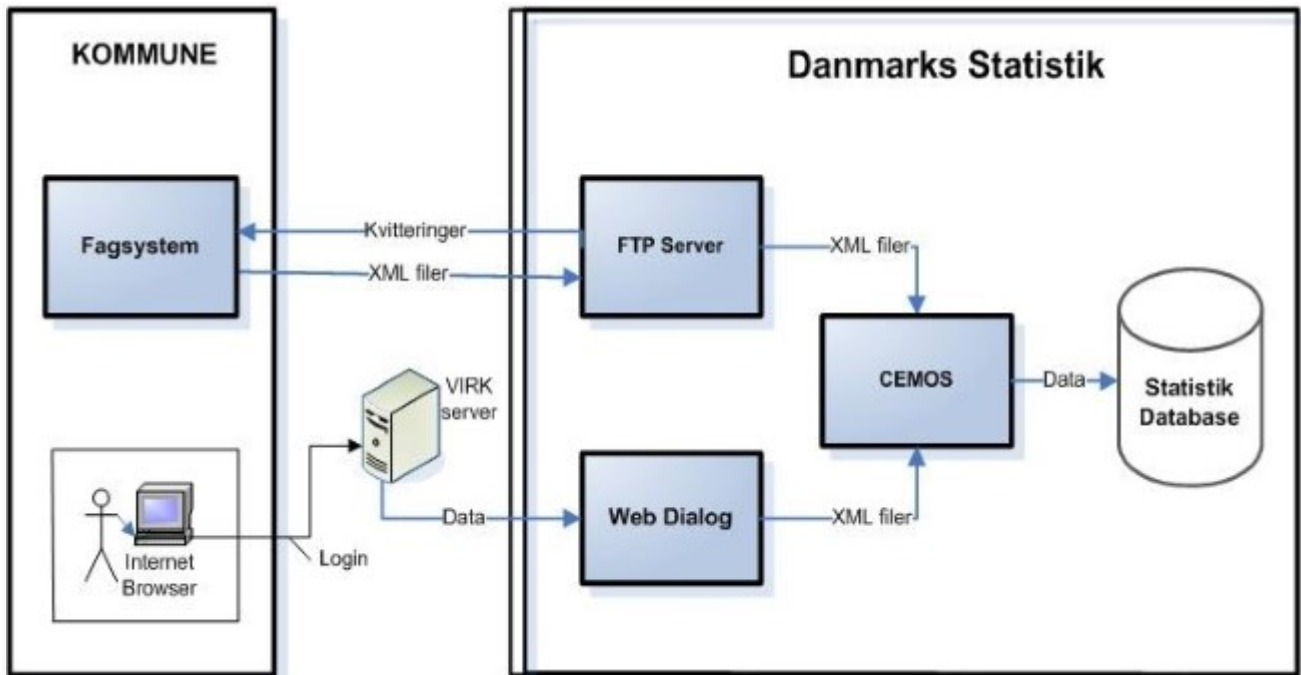 KOMMUNE
Danmarks Statistik
Fagsystem
Kvitteringer
XML filer
FTP Server
XML filer
CEMOS
Data
Statistik
Database
VIRK
server
Internet
Browser
Login
Data
Web Dialog
XML filer